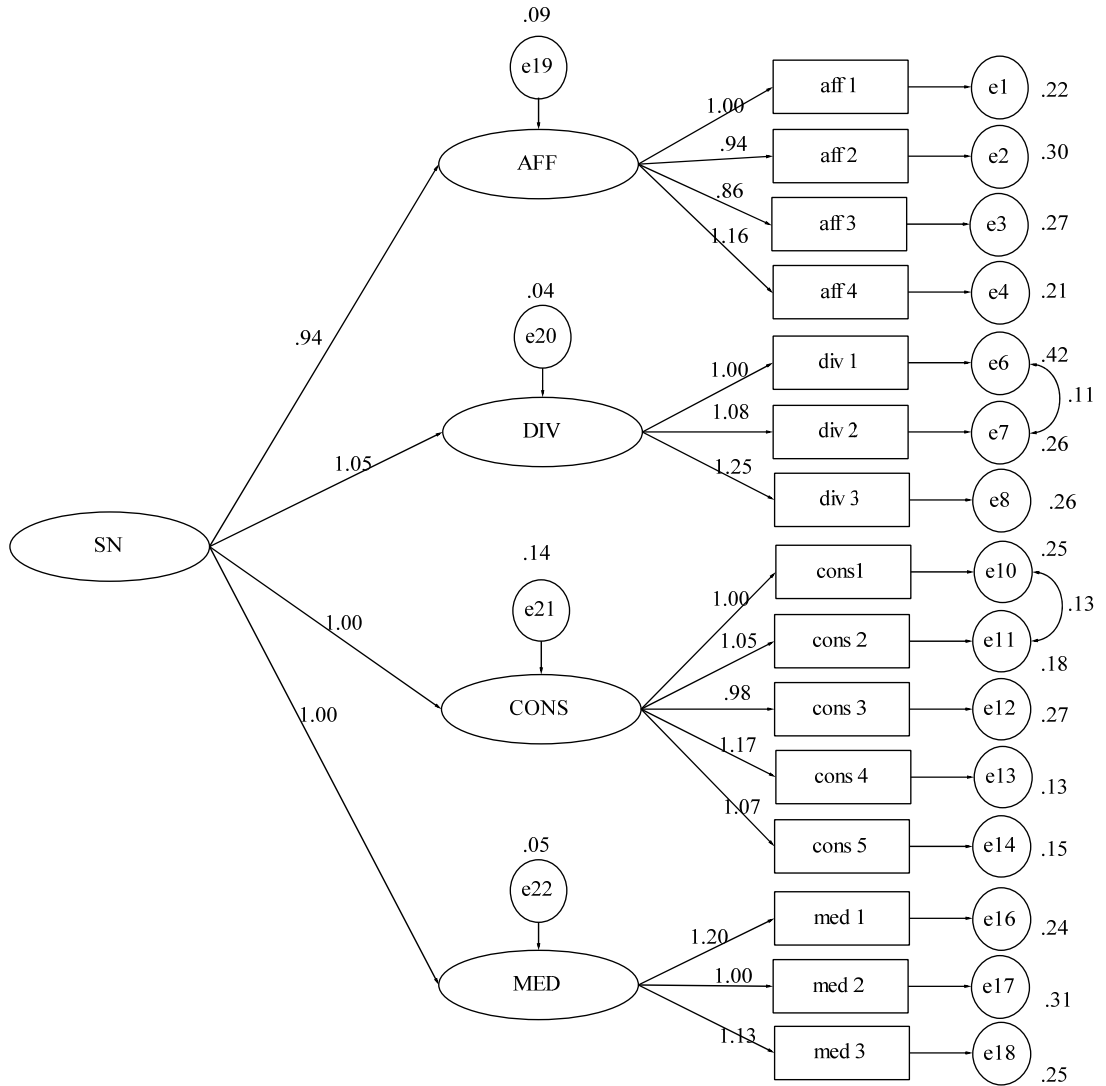 .09
e19
AFF
1.00
aff 1
e1
.22
.94
aff 2
e2
.30
.86
aff 3
e3
.27
1.16
aff 4
e4
.21
.94
.04
e20
DIV
1.00
div 1
e6
.42
.11
1.08
div 2
e7
.26
1.25
div 3
e8
.26
1.05
SN
.14
e21
CONS
1.00
1.00
cons1
e10
.25
.13
1.05
cons 2
e11
.18
.98
cons 3
e12
.27
1.17
cons 4
e13
.13
1.07
cons 5
e14
.15
1.00
.05
e22
MED
1.20
med 1
e16
.24
1.00
med 2
e17
.31
1.13
med 3
e18
.25